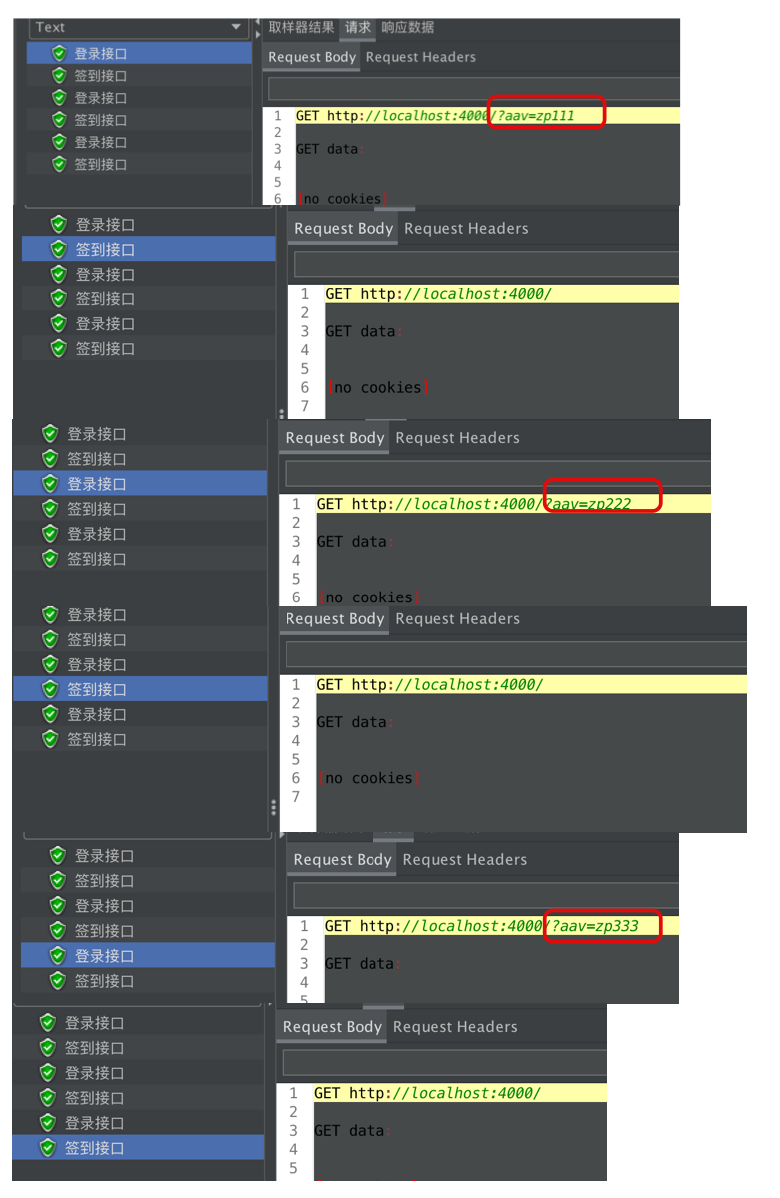 Text
登录接口
签到接口
登录接口
签到接口
登录接口
签到接口
取样器结果 请求 响应数据
Request Body Request Headers
1 GET http://localhost:4000/?aav=zp111
2
3 GET data:
4
5
6 [no cookies]
登录接口
签到接口
登录接口
签到接口
登录接口
签到接口
Request Body Request Headers
1 GET http://localhost:4000/
2
3 GET data:
4
5
6 [no cookies]
7
登录接口
签到接口
登录接口
签到接口
登录接口
签到接口
Request Body Request Headers
1 GET http://localhost:4000/?aav=zp222
2
3 GET data:
4
5
6 [no cookies]
登录接口
签到接口
登录接口
签到接口
登录接口
签到接口
Request Body Request Headers
1 GET http://localhost:4000/
2
3 GET data:
4
5
6 [no cookies]
7
登录接口
签到接口
登录接口
签到接口
登录接口
签到接口
Request Body Request Headers
1 GET http://localhost:4000/?aav=zp333
2
3 GET data:
4
5
登录接口
签到接口
登录接口
签到接口
登录接口
签到接口
Request Body Request Headers
1 GET http://localhost:4000/
2
3 GET data:
4
5